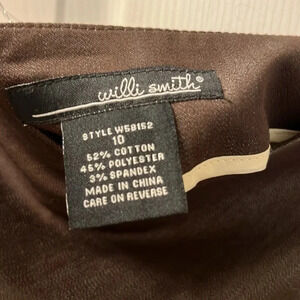 willi smith®
STYLE W58152
10
52% COTTON
45% POLYESTER
3% SPANDEX
MADE IN CHINA
CARE ON REVERSE